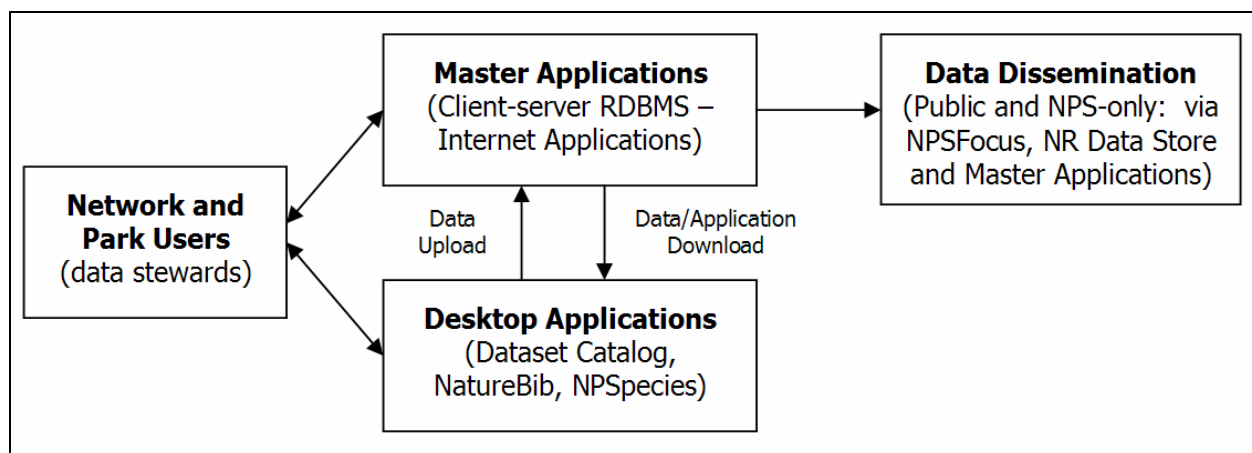 Network and
Park Users
(data stewards)
Master Applications
(Client-server RDBMS –
Internet Applications)
Data
Upload
Data/Application
Download
Desktop Applications
(Dataset Catalog,
NatureBib, NPSpecies)
Data Dissemination
(Public and NPS-only:  via
NPSFocus, NR Data Store
and Master Applications)